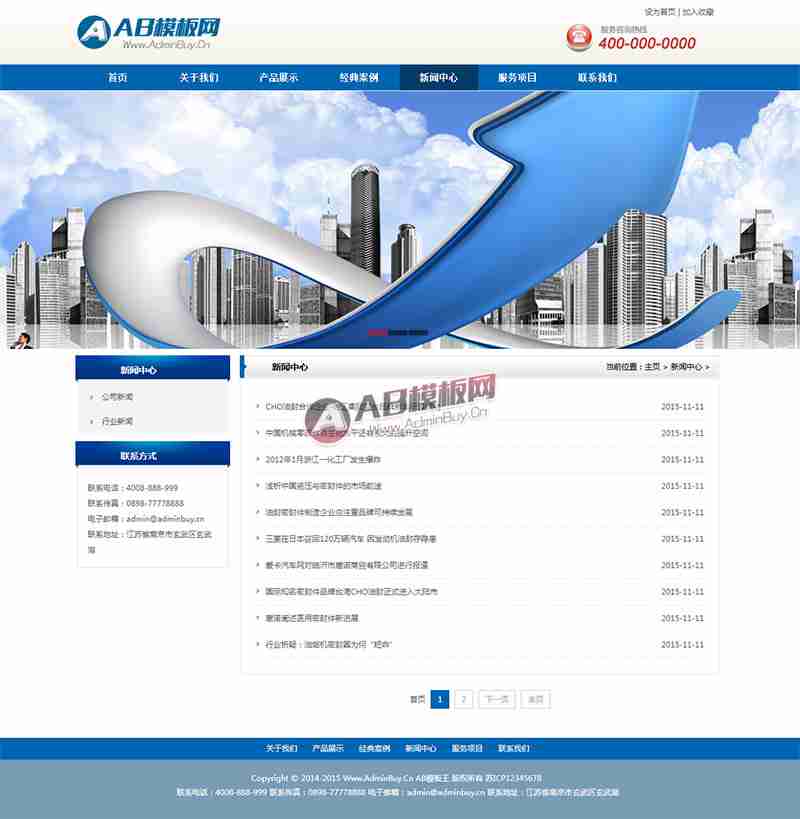 设为首页 | 加入收藏
AB模板网
Www.AdminBuy.Cn
服务咨询热线
400-000-0000
首页 关于我们 产品展示 经典案例 新闻中心 服务项目 联系我们
新闻中心
公司新闻
行业新闻
联系方式
联系电话：4008-888-999
联系传真：0898-77778888
电子邮箱：admin@adminbuy.cn
联系地址：江苏省南京市玄武区玄武
湖
新闻中心 当前位置：主页 > 新闻中心 >
AB模板网
Www.AdminBuy.Cn
CHO油封台 2015-11-11
中国机械零 2015-11-11
2012年1月浙江一化工厂发生爆炸 2015-11-11
浅析中国液压与密封件的市场前途 2015-11-11
油封密封件制造企业应注重品牌可持续发展 2015-11-11
三菱在日本召回120万辆汽车 因发动机油封存隐患 2015-11-11
爱卡汽车网对临沂市 商贸有限公司进行报道 2015-11-11
国际知名密封件品牌台湾CHO油封正式进入大陆市 2015-11-11
阐述医用密封件新进展 2015-11-11
行业析疑：油烟机密封圈为何“短命” 2015-11-11
首页 1 2 下一页 末页
关于我们 产品展示 经典案例 新闻中心 服务项目 联系我们
Copyright © 2014-2015 Www.AdminBuy.Cn AB模板王 版权所有 苏ICP12345678
联系电话：4008-888-999 联系传真：0898-77778888 电子邮箱：admin@adminbuy.cn 联系地址：江苏省南京市玄武区玄武湖